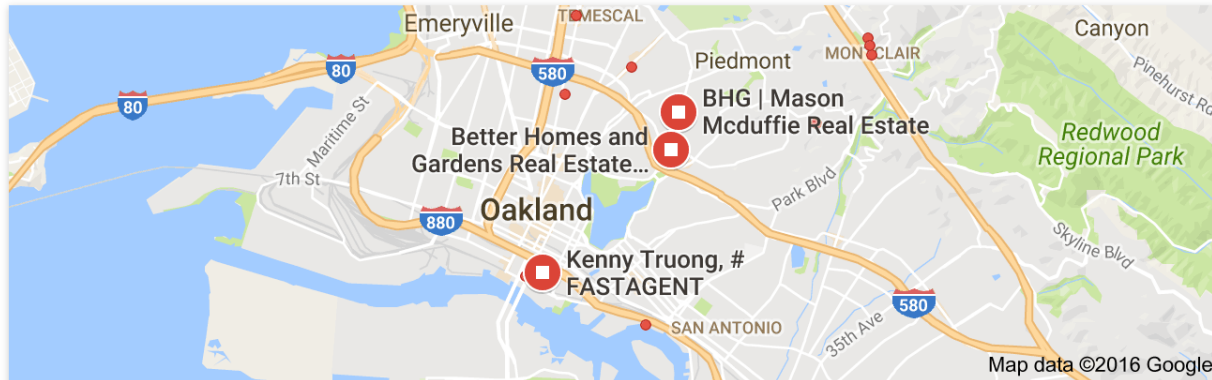 Emeryville
TEMESCAL
Canyon
MONTCLAIR
Piedmont
80
580
80
Pinehurst Rd
BHG | Mason
Mcduffie Real Estate
Maritime St
Better Homes and
Gardens Real Estate...
Redwood
Regional Park
7th St
Park Blvd
880
Oakland
Skyline Blvd
Kenny Truong, #
FASTAGENT
580
SAN ANTONIO
35th Ave
Map data ©2016 Google